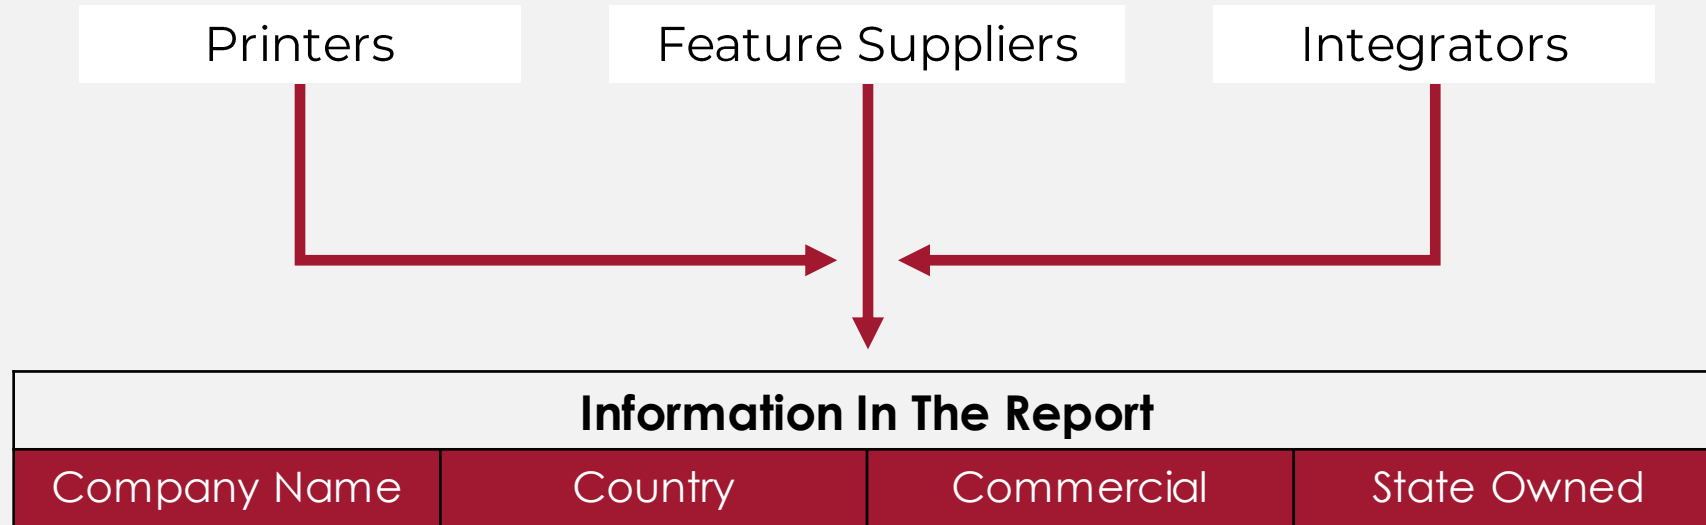 Printers
Feature Suppliers
Integrators
Information In The Report
Company Name
Country
Commercial
State Owned